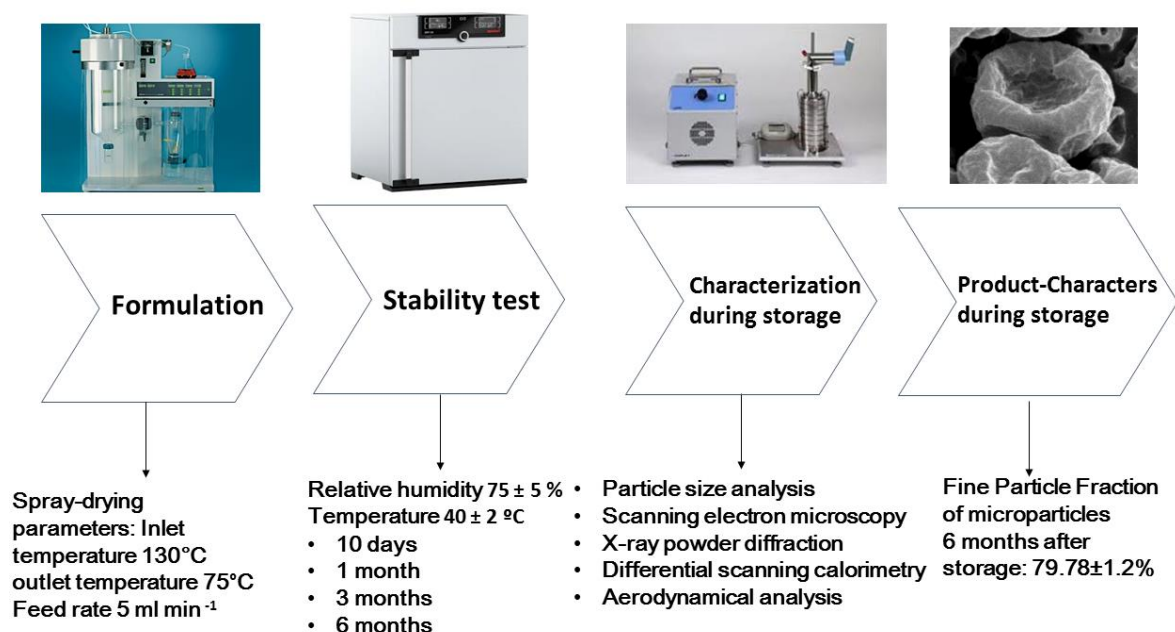 Formulation
Stability test
Characterization
during storage
Product-Characters
during storage
Spray-drying
parameters: Inlet
temperature 130°C
outlet temperature 75°C
Feed rate 5 ml min ⁻¹
Relative humidity 75 ± 5 %
Temperature 40 ± 2 ºC
• 10 days
• 1 month
• 3 months
• 6 months
• Particle size analysis
• Scanning electron microscopy
• X-ray powder diffraction
• Differential scanning calorimetry
• Aerodynamical analysis
Fine Particle Fraction
of microparticles
6 months after
storage: 79.78±1.2%